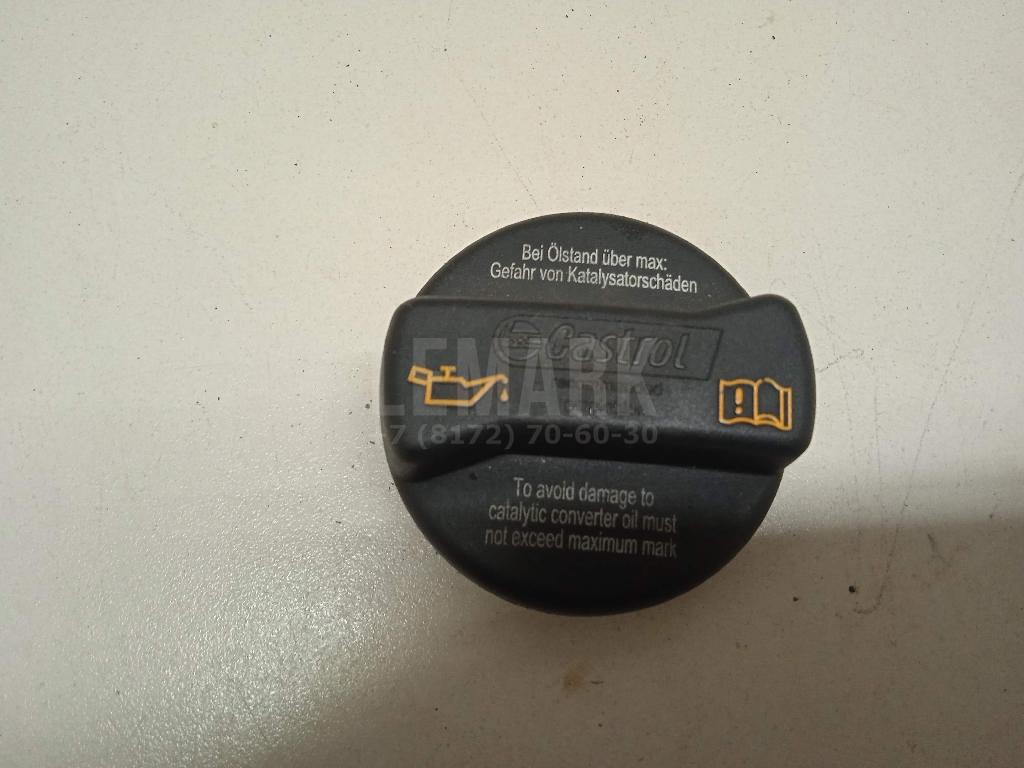 Bei Ölstand über max:
Gefahr von Katalysatorschäden
Castrol
LEMARK
7 (8172) 70-60-30
To avoid damage to
catalytic converter oil must
not exceed maximum mark